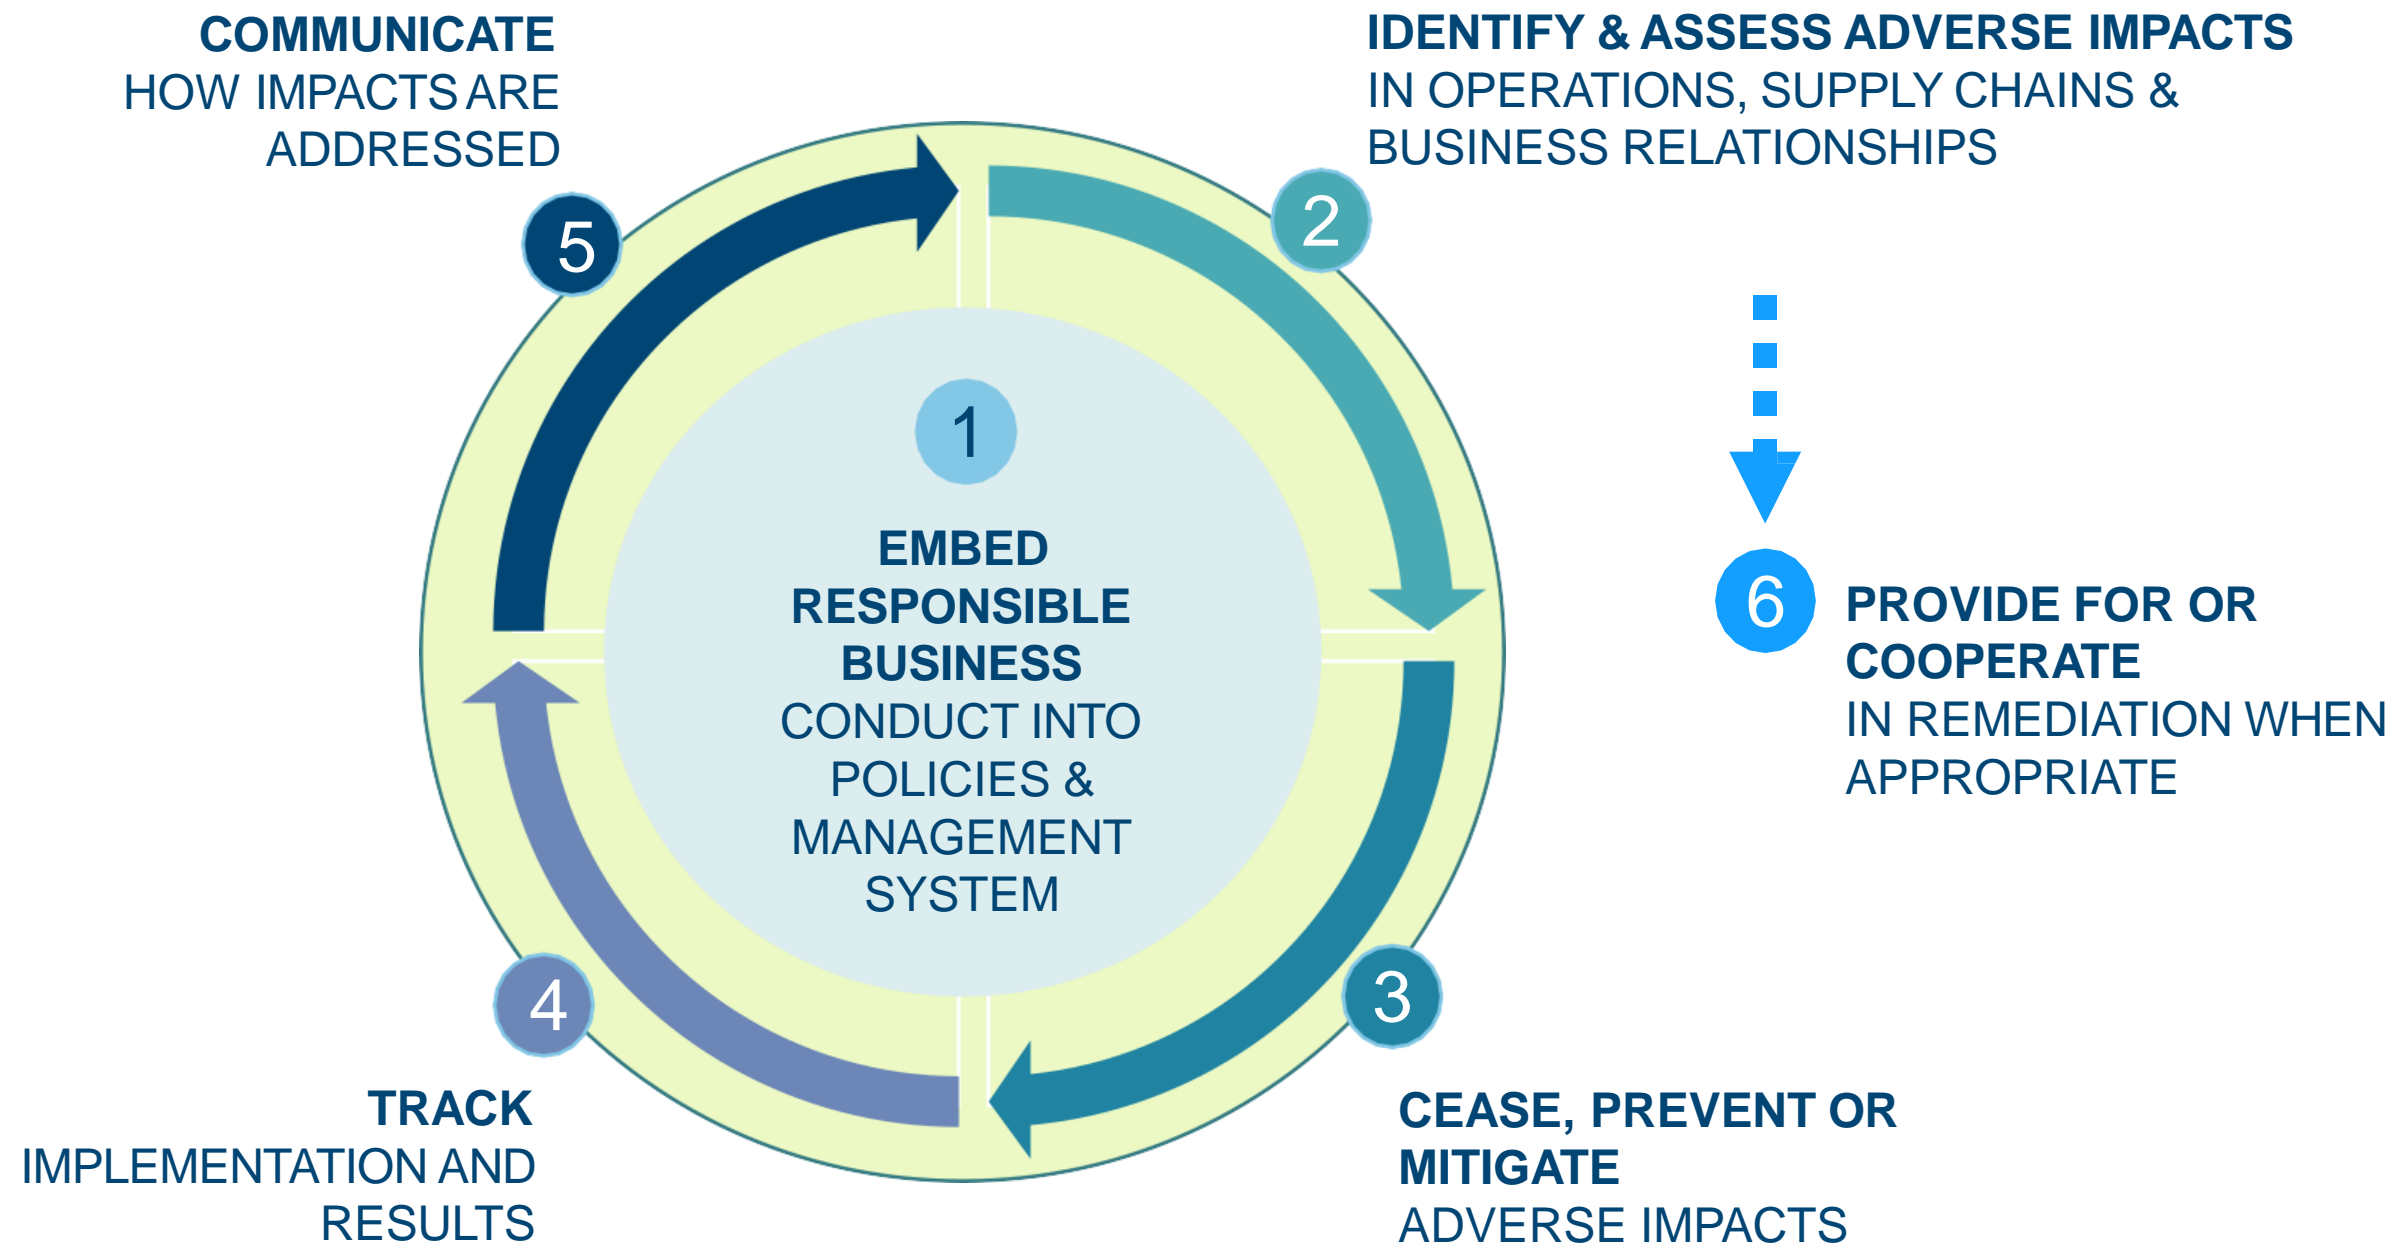 COMMUNICATE
HOW IMPACTS ARE
ADDRESSED
5
IDENTIFY & ASSESS ADVERSE IMPACTS
IN OPERATIONS, SUPPLY CHAINS &
BUSINESS RELATIONSHIPS
2
1
EMBED
RESPONSIBLE
BUSINESS
CONDUCT INTO
POLICIES &
MANAGEMENT
SYSTEM
6
PROVIDE FOR OR
COOPERATE
IN REMEDIATION WHEN
APPROPRIATE
4
TRACK
IMPLEMENTATION AND
RESULTS
3
CEASE, PREVENT OR
MITIGATE
ADVERSE IMPACTS